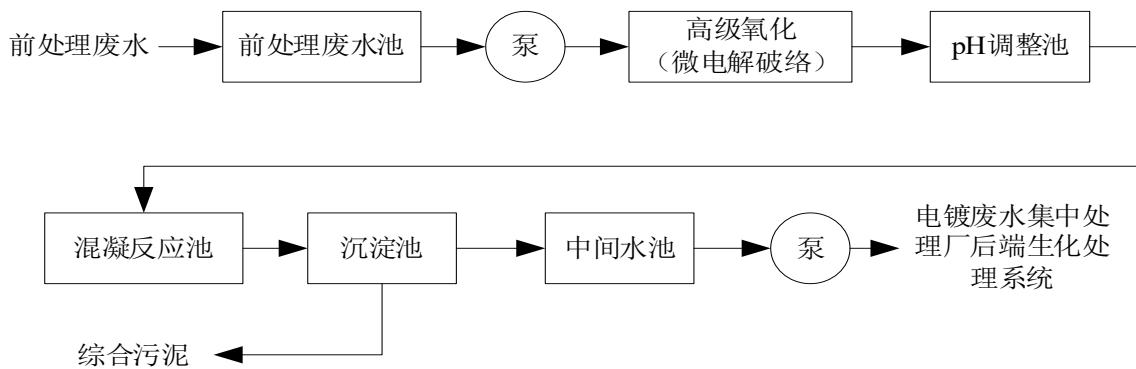 前处理废水
前处理废水池
泵
高级氧化
（微电解破络）
pH调整池
混凝反应池
沉淀池
中间水池
泵
电镀废水集中处
理厂后端生化处
理系统
综合污泥